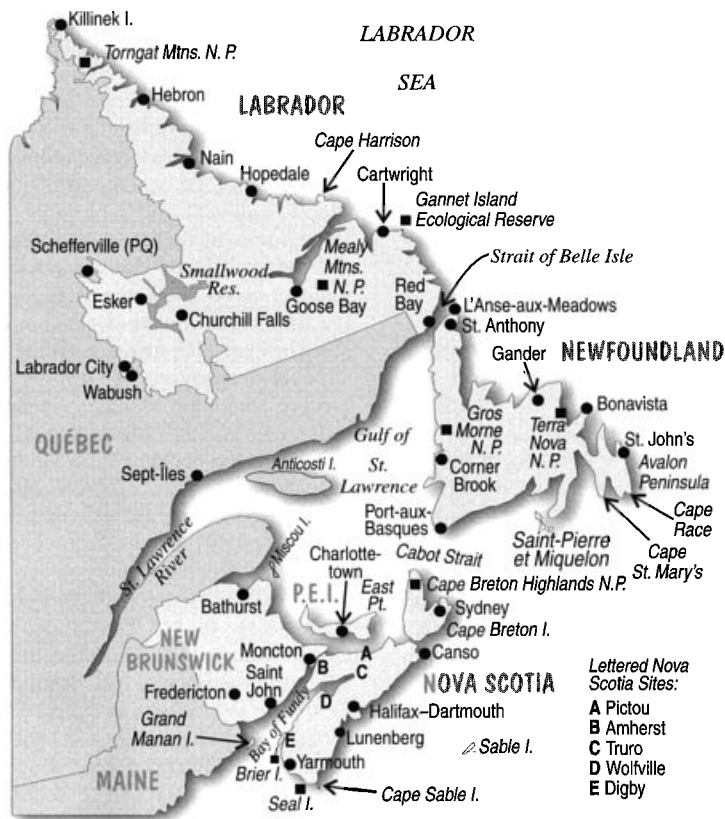 Killinek I.
LABRADOR
SEA
Torngat Mtns. N. P.
Hebron
LABRADOR
Cape Harrison
Nain
Hopedale
Cartwright
Gannet Island
Ecological Reserve
Schefferville (PQ)
Smallwood
Res.
Mealy
Mtns.
N. P.
Strait of Belle Isle
Esker
Goose Bay
Red
Bay
L'Anse-aux-Meadows
Churchill Falls
St. Anthony
Labrador City
Wabush
Gander
NEWFOUNDLAND
QUÉBEC
Gulf of
St.
Lawrence
Gros
Morne
N. P.
Terra
Nova
N. P.
Bonavista
St. John's
Avalon
Peninsula
Sept-Îles
Anticosti I.
Corner
Brook
Cape
Race
Port-aux-
Basques
Saint-Pierre
et Miquelon
Cape
St. Mary's
St. Lawrence
River
Miscou I.
Cabot Strait
Charlotte-
town
P.E.I.
East
Pt.
Cape Breton Highlands N.P.
Bathurst
Sydney
Cape Breton I.
NEW
BRUNSWICK
Moncton
Saint
John
A
B
C
Canso
NOVA SCOTIA
Fredericton
D
Halifax–Dartmouth
Grand
Manan I.
Bay of Fundy
E
Lunenberg
Sable I.
MAINE
Brier I.
Yarmouth
Seal I.
Cape Sable I.
Lettered Nova
Scotia Sites:
A Pictou
B Amherst
C Truro
D Wolfville
E Digby